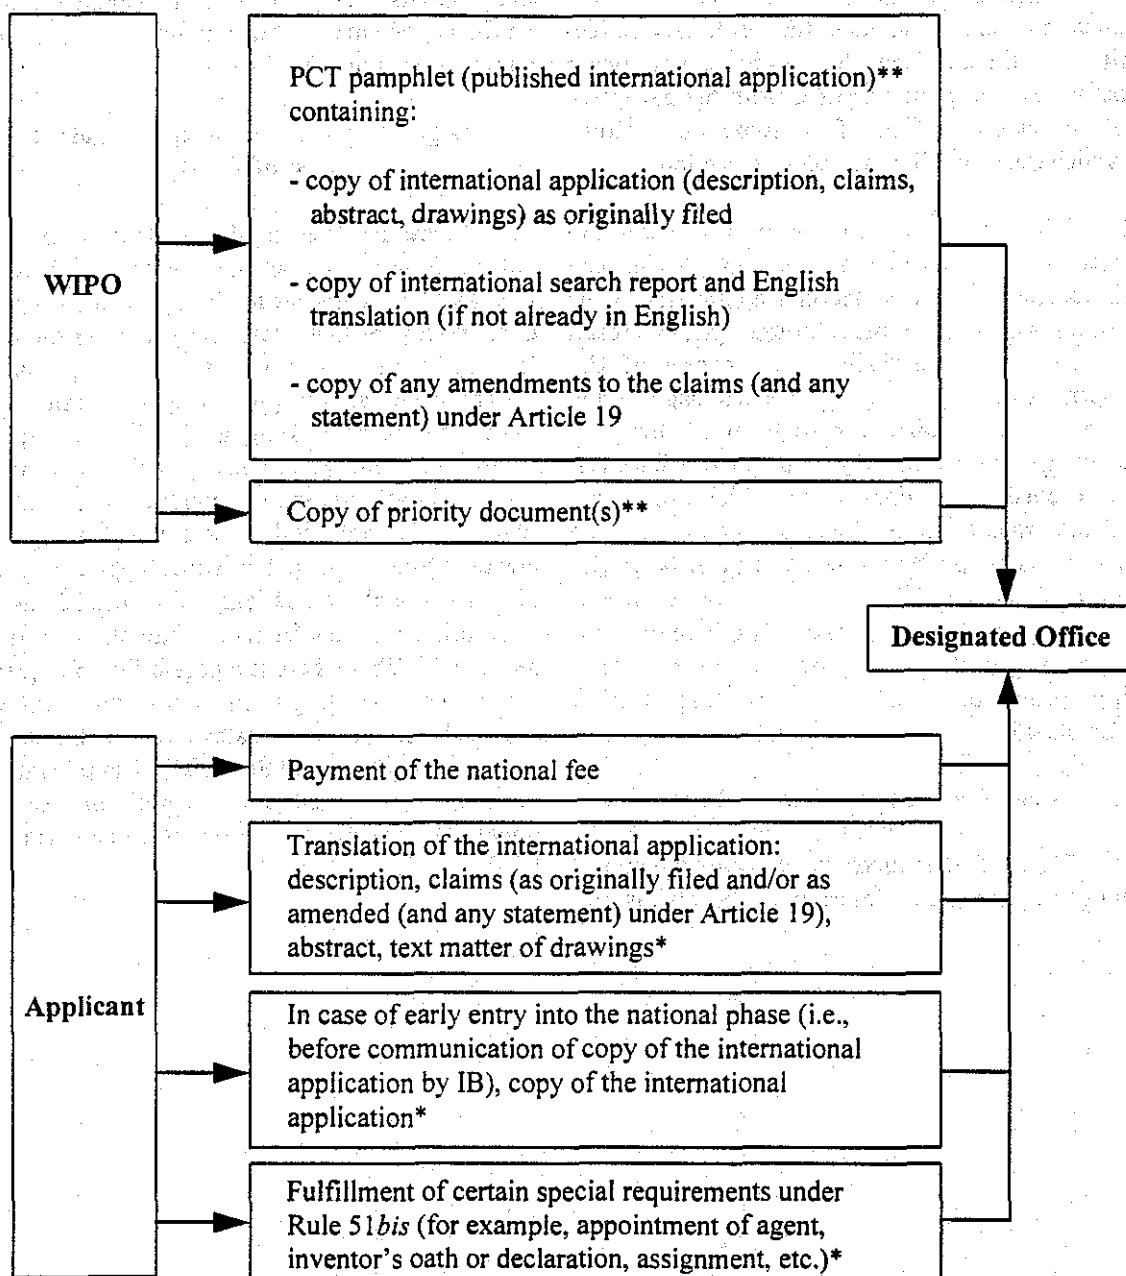 WIPO
PCT pamphlet (published international application)**
containing:
- copy of international application (description, claims,
abstract, drawings) as originally filed
- copy of international search report and English
translation (if not already in English)
- copy of any amendments to the claims (and any
statement) under Article 19
Copy of priority document(s)**
Designated Office
Applicant
Payment of the national fee
Translation of the international application:
description, claims (as originally filed and/or as
amended (and any statement) under Article 19),
abstract, text matter of drawings*
In case of early entry into the national phase (i.e.,
before communication of copy of the international
application by IB), copy of the international
application*
Fulfillment of certain special requirements under
Rule 51bis (for example, appointment of agent,
inventor's oath or declaration, assignment, etc.)*